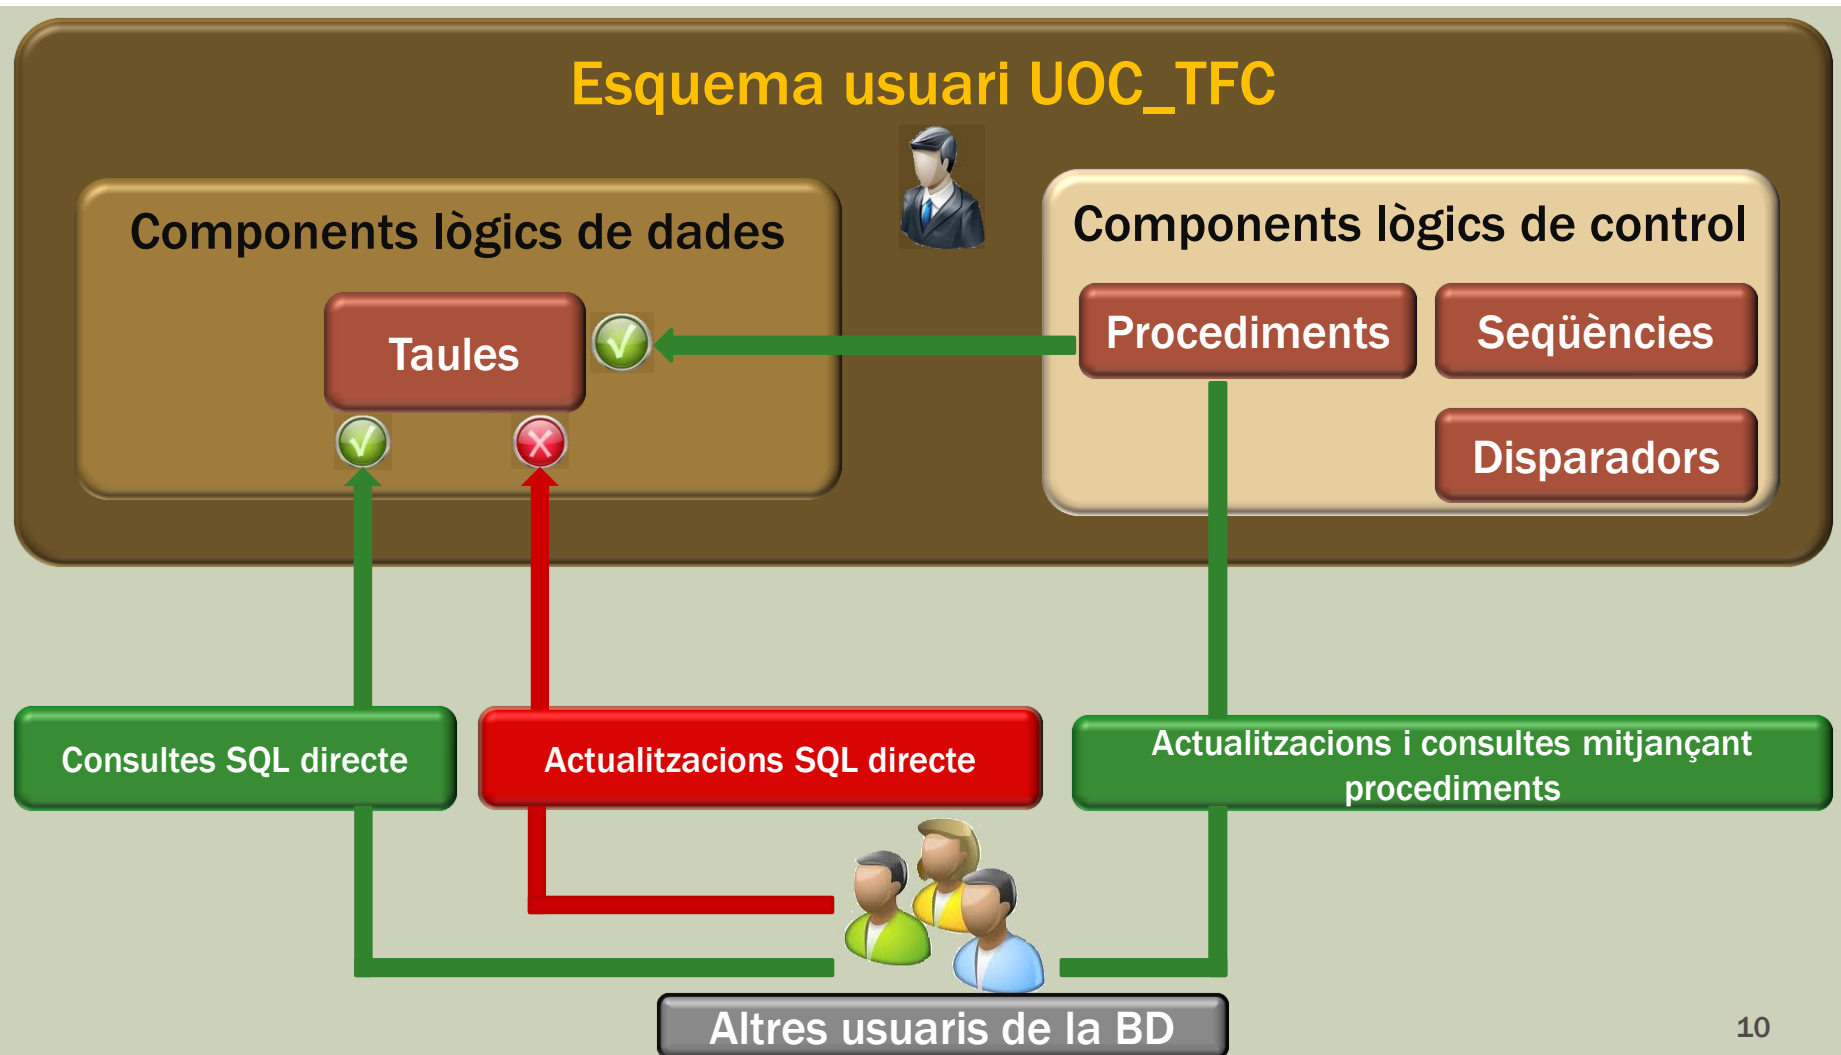 Esquema usuari UOC_TFC
Components lògics de dades
Taules
Components lògics de control
Procediments
Seqüències
Disparadors
Consultes SQL directe
Actualitzacions SQL directe
Actualitzacions i consultes mitjançant
procediments
Altres usuaris de la BD
10